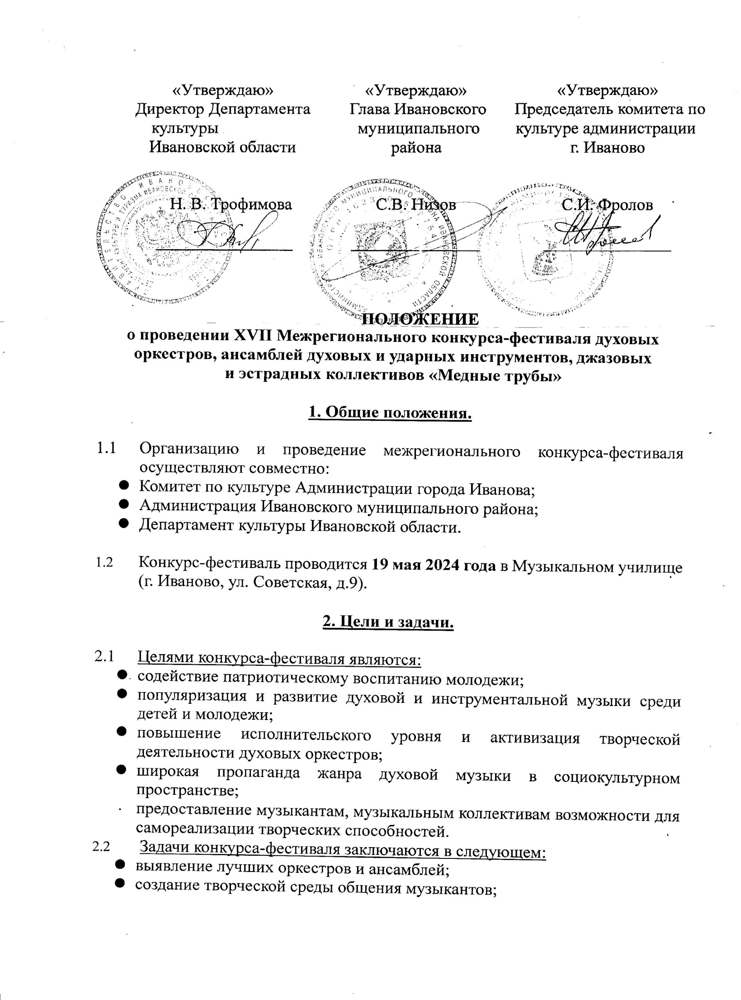 «Утверждаю»
Директор Департамента
культуры
Ивановской области
Н. В. Трофимова
«Утверждаю»
Глава Ивановского
муниципального
района
С.В. Низов
«Утверждаю»
Председатель комитета по
культуре администрации
г. Иваново
С.И. Фролов
ПОЛОЖЕНИЕ
о проведении XVII Межрегионального конкурса-фестиваля духовых
оркестров, ансамблей духовых и ударных инструментов, джазовых
и эстрадных коллективов «Медные трубы»
1. Общие положения.
1.1 Организацию и проведение межрегионального конкурса-фестиваля
осуществляют совместно:
● Комитет по культуре Администрации города Иванова;
● Администрация Ивановского муниципального района;
● Департамент культуры Ивановской области.
1.2 Конкурс-фестиваль проводится 19 мая 2024 года в Музыкальном училище
(г. Иваново, ул. Советская, д.9).
2. Цели и задачи.
2.1 Целями конкурса-фестиваля являются:
● содействие патриотическому воспитанию молодежи;
● популяризация и развитие духовой и инструментальной музыки среди
детей и молодежи;
● повышение исполнительского уровня и активизация творческой
деятельности духовых оркестров;
● широкая пропаганда жанра духовой музыки в социокультурном
пространстве;
· предоставление музыкантам, музыкальным коллективам возможности для
самореализации творческих способностей.
2.2 Задачи конкурса-фестиваля заключаются в следующем:
● выявление лучших оркестров и ансамблей;
● создание творческой среды общения музыкантов;